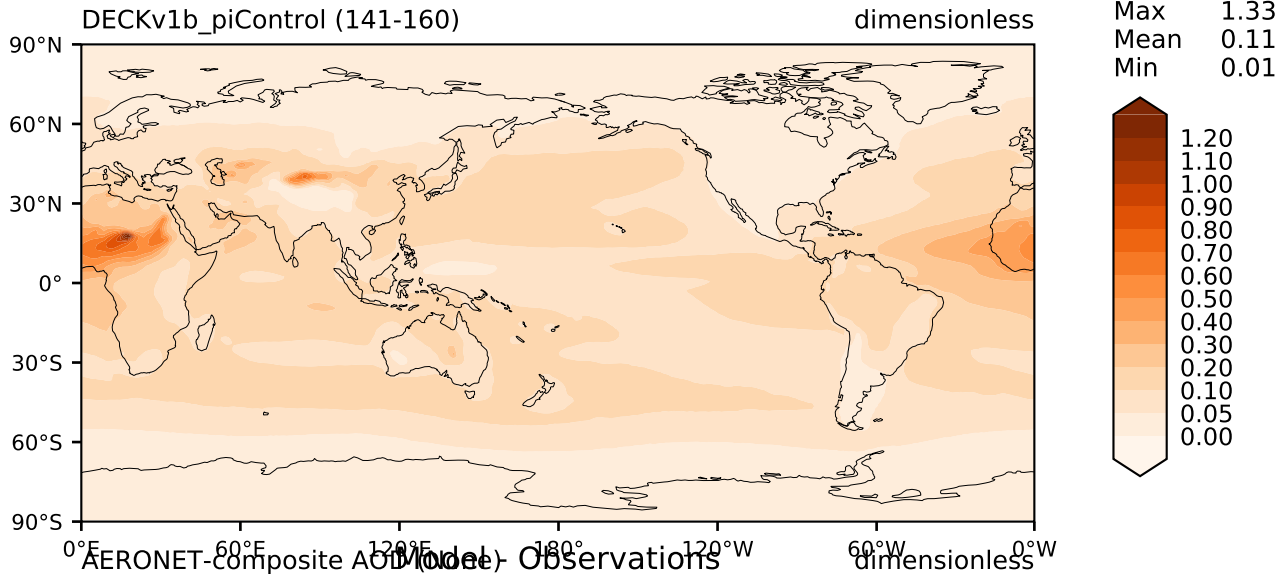 DECKv1b_piControl (141-160) dimensionless
Max 1.33
Mean 0.11
Min 0.01
90°N
60°N
30°N
0°
30°S
60°S
90°S
0°E 60°E 120°E 180° 120°W 60°W 0°W
1.20
1.10
1.00
0.90
0.80
0.70
0.60
0.50
0.40
0.30
0.20
0.10
0.05
0.00
AERONET-composite AOD (None) dimensionless
Model - Observations